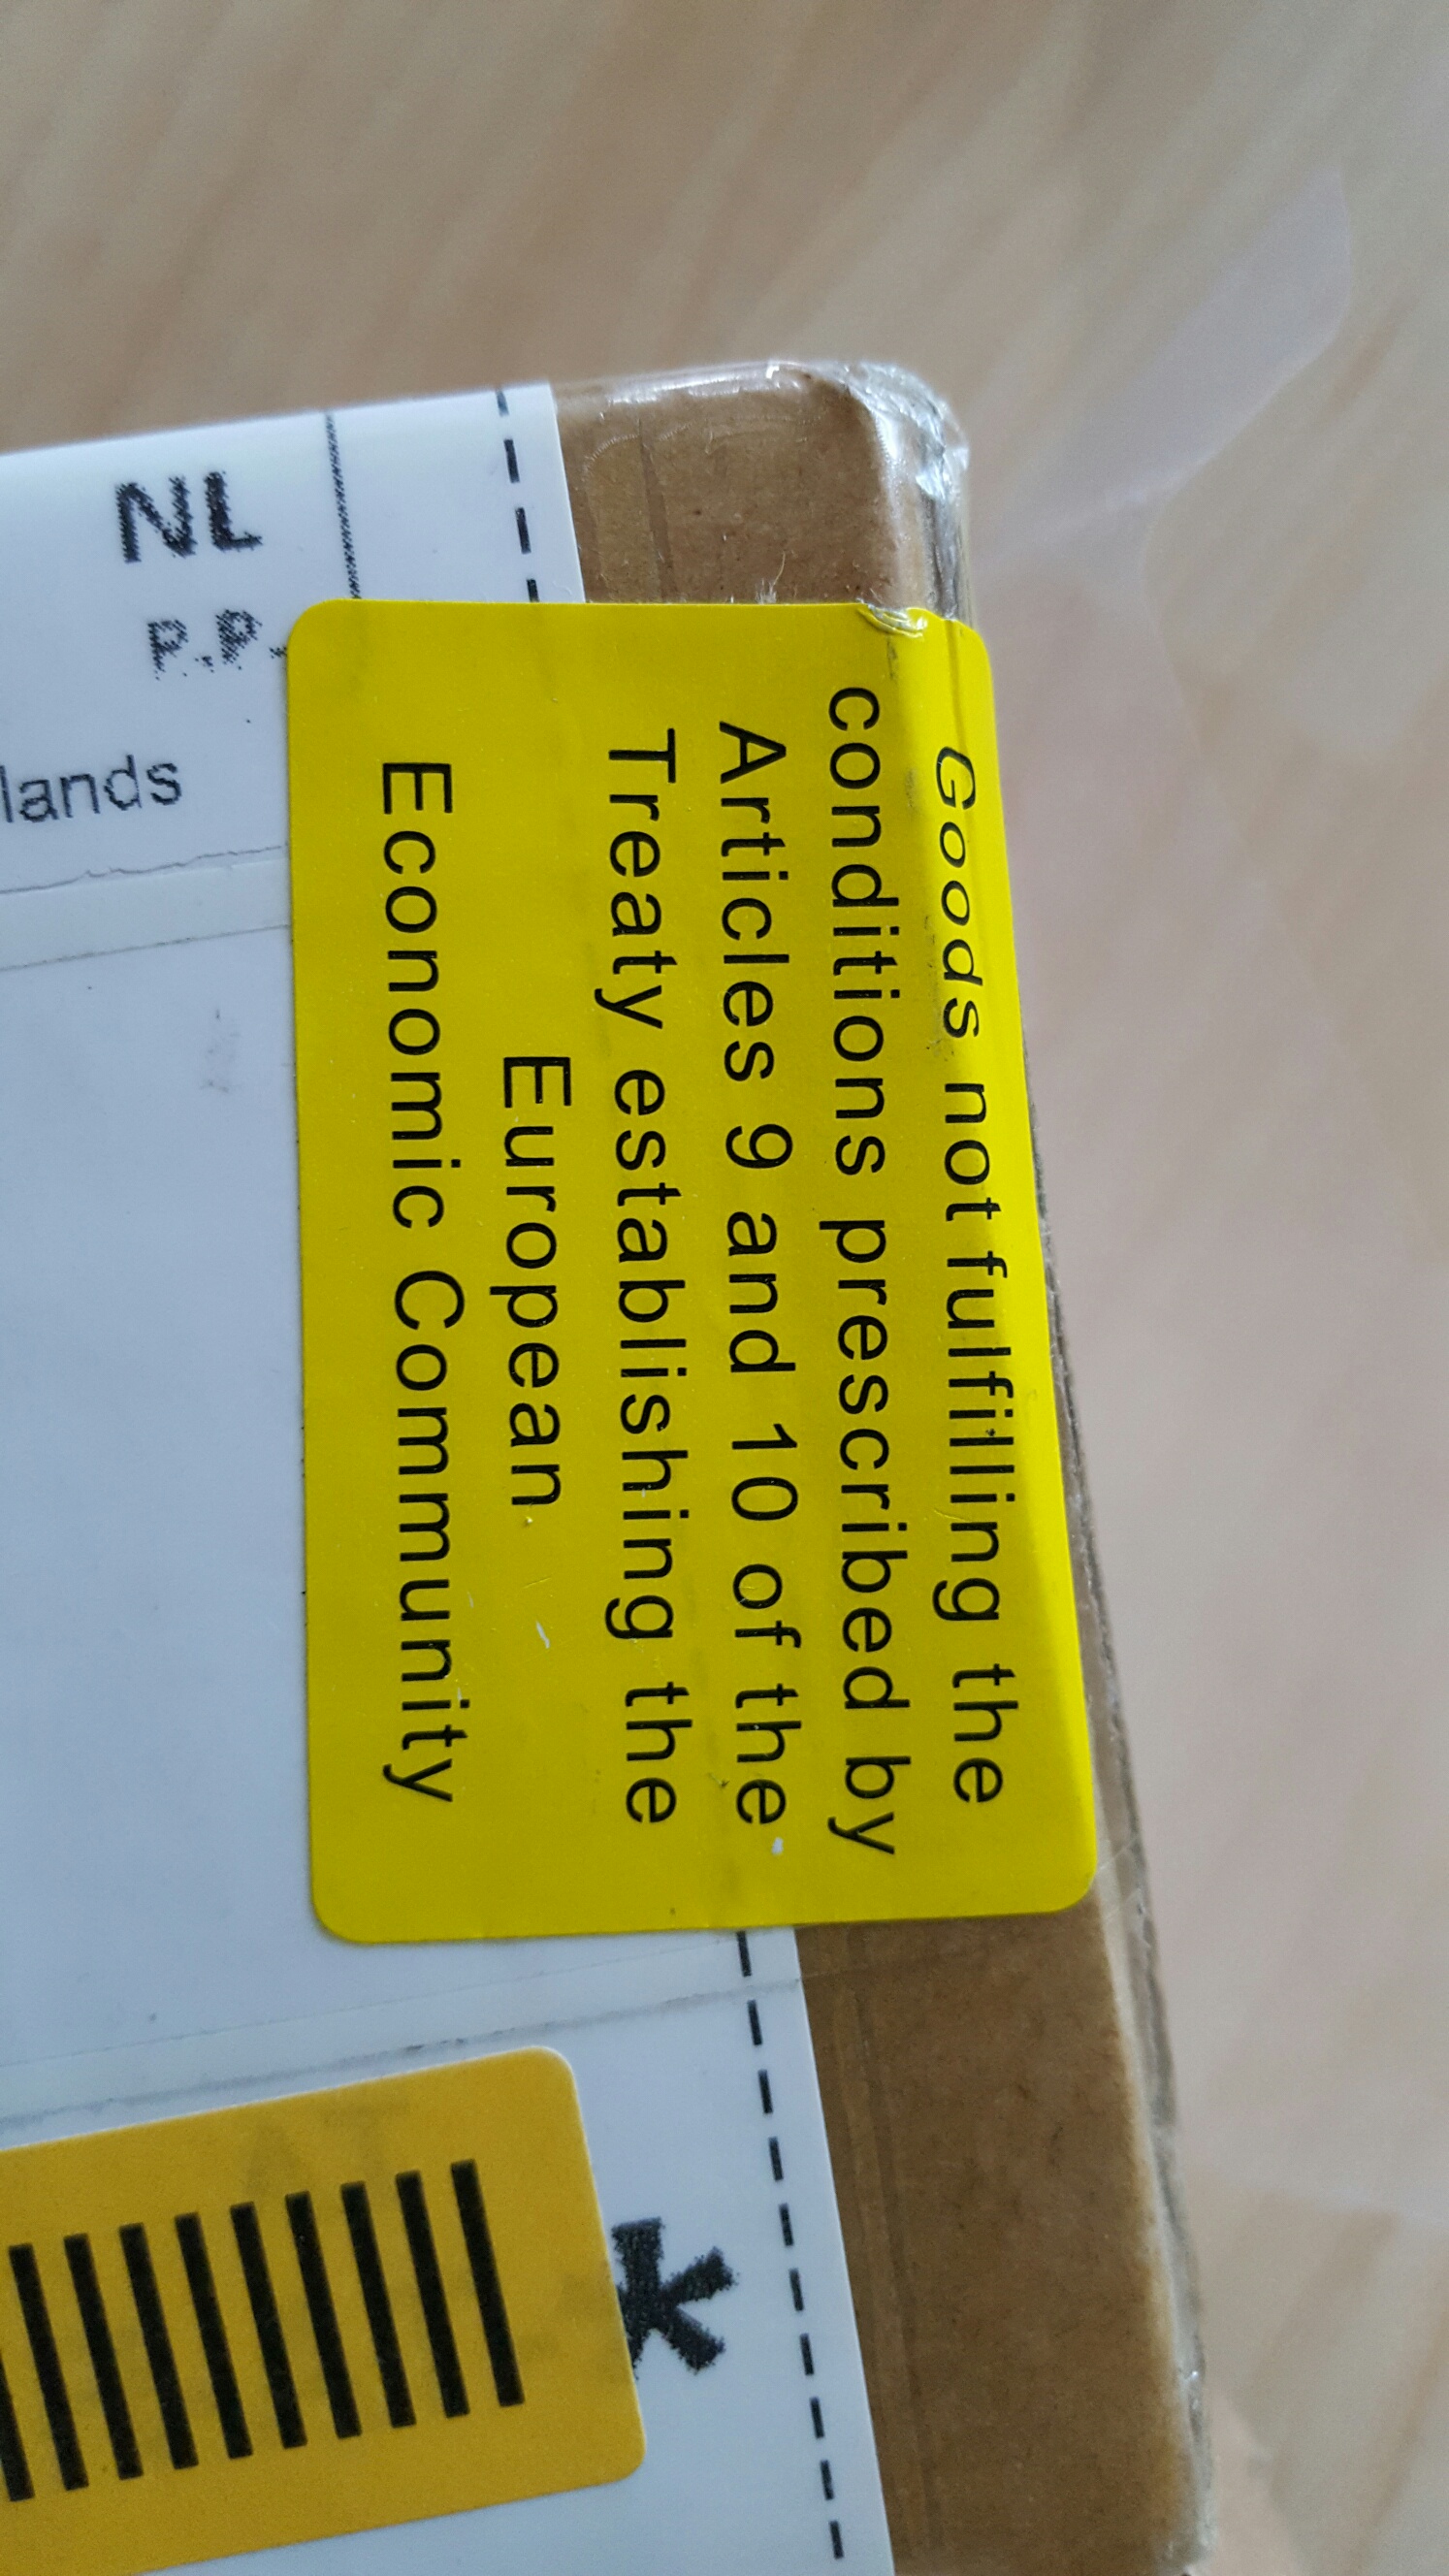 NL
P.P.
lands
Goods not fulfilling the
conditions prescribed by
Articles 9 and 10 of the
Treaty establishing the
European
Economic Community
*